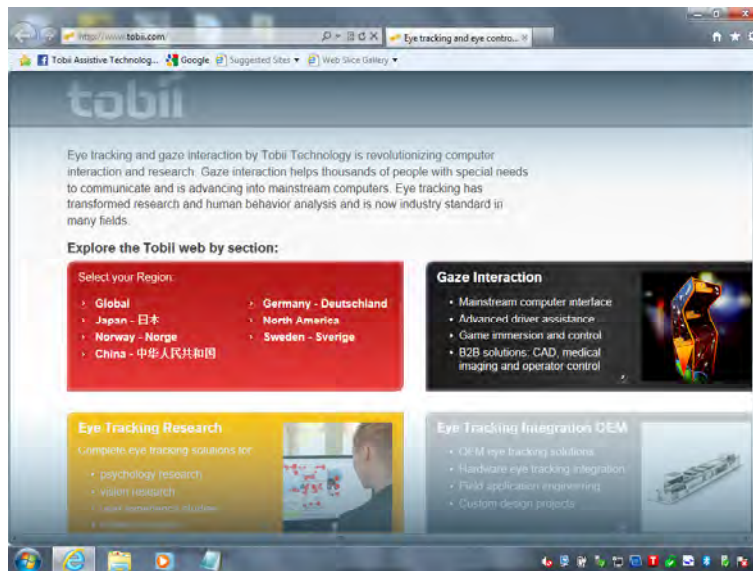 http://www.tobii.com/
Eye tracking and eye contro...
Tobii Assistive Technolog...
Google
Suggested Sites
Web Slice Gallery
tobii
Eye tracking and gaze interaction by Tobii Technology is revolutionizing computer
interaction and research. Gaze interaction helps thousands of people with special needs
to communicate and is advancing into mainstream computers. Eye tracking has
transformed research and human behavior analysis and is now industry standard in
many fields.
Explore the Tobii web by section:
Select your Region:
Global
Japan - 日本
Norway - Norge
China - 中华人民共和国
Germany - Deutschland
North America
Sweden - Sverige
Gaze Interaction
Mainstream computer interface
Advanced driver assistance
Game immersion and control
B2B solutions: CAD, medical
imaging and operator control
Eye Tracking Research
Complete eye tracking solutions for
psychology research
vision research
user experience studies
Eye Tracking Integration OEM
OEM eye tracking solutions
Hardware eye tracking integration
Field application engineering
Custom design projects